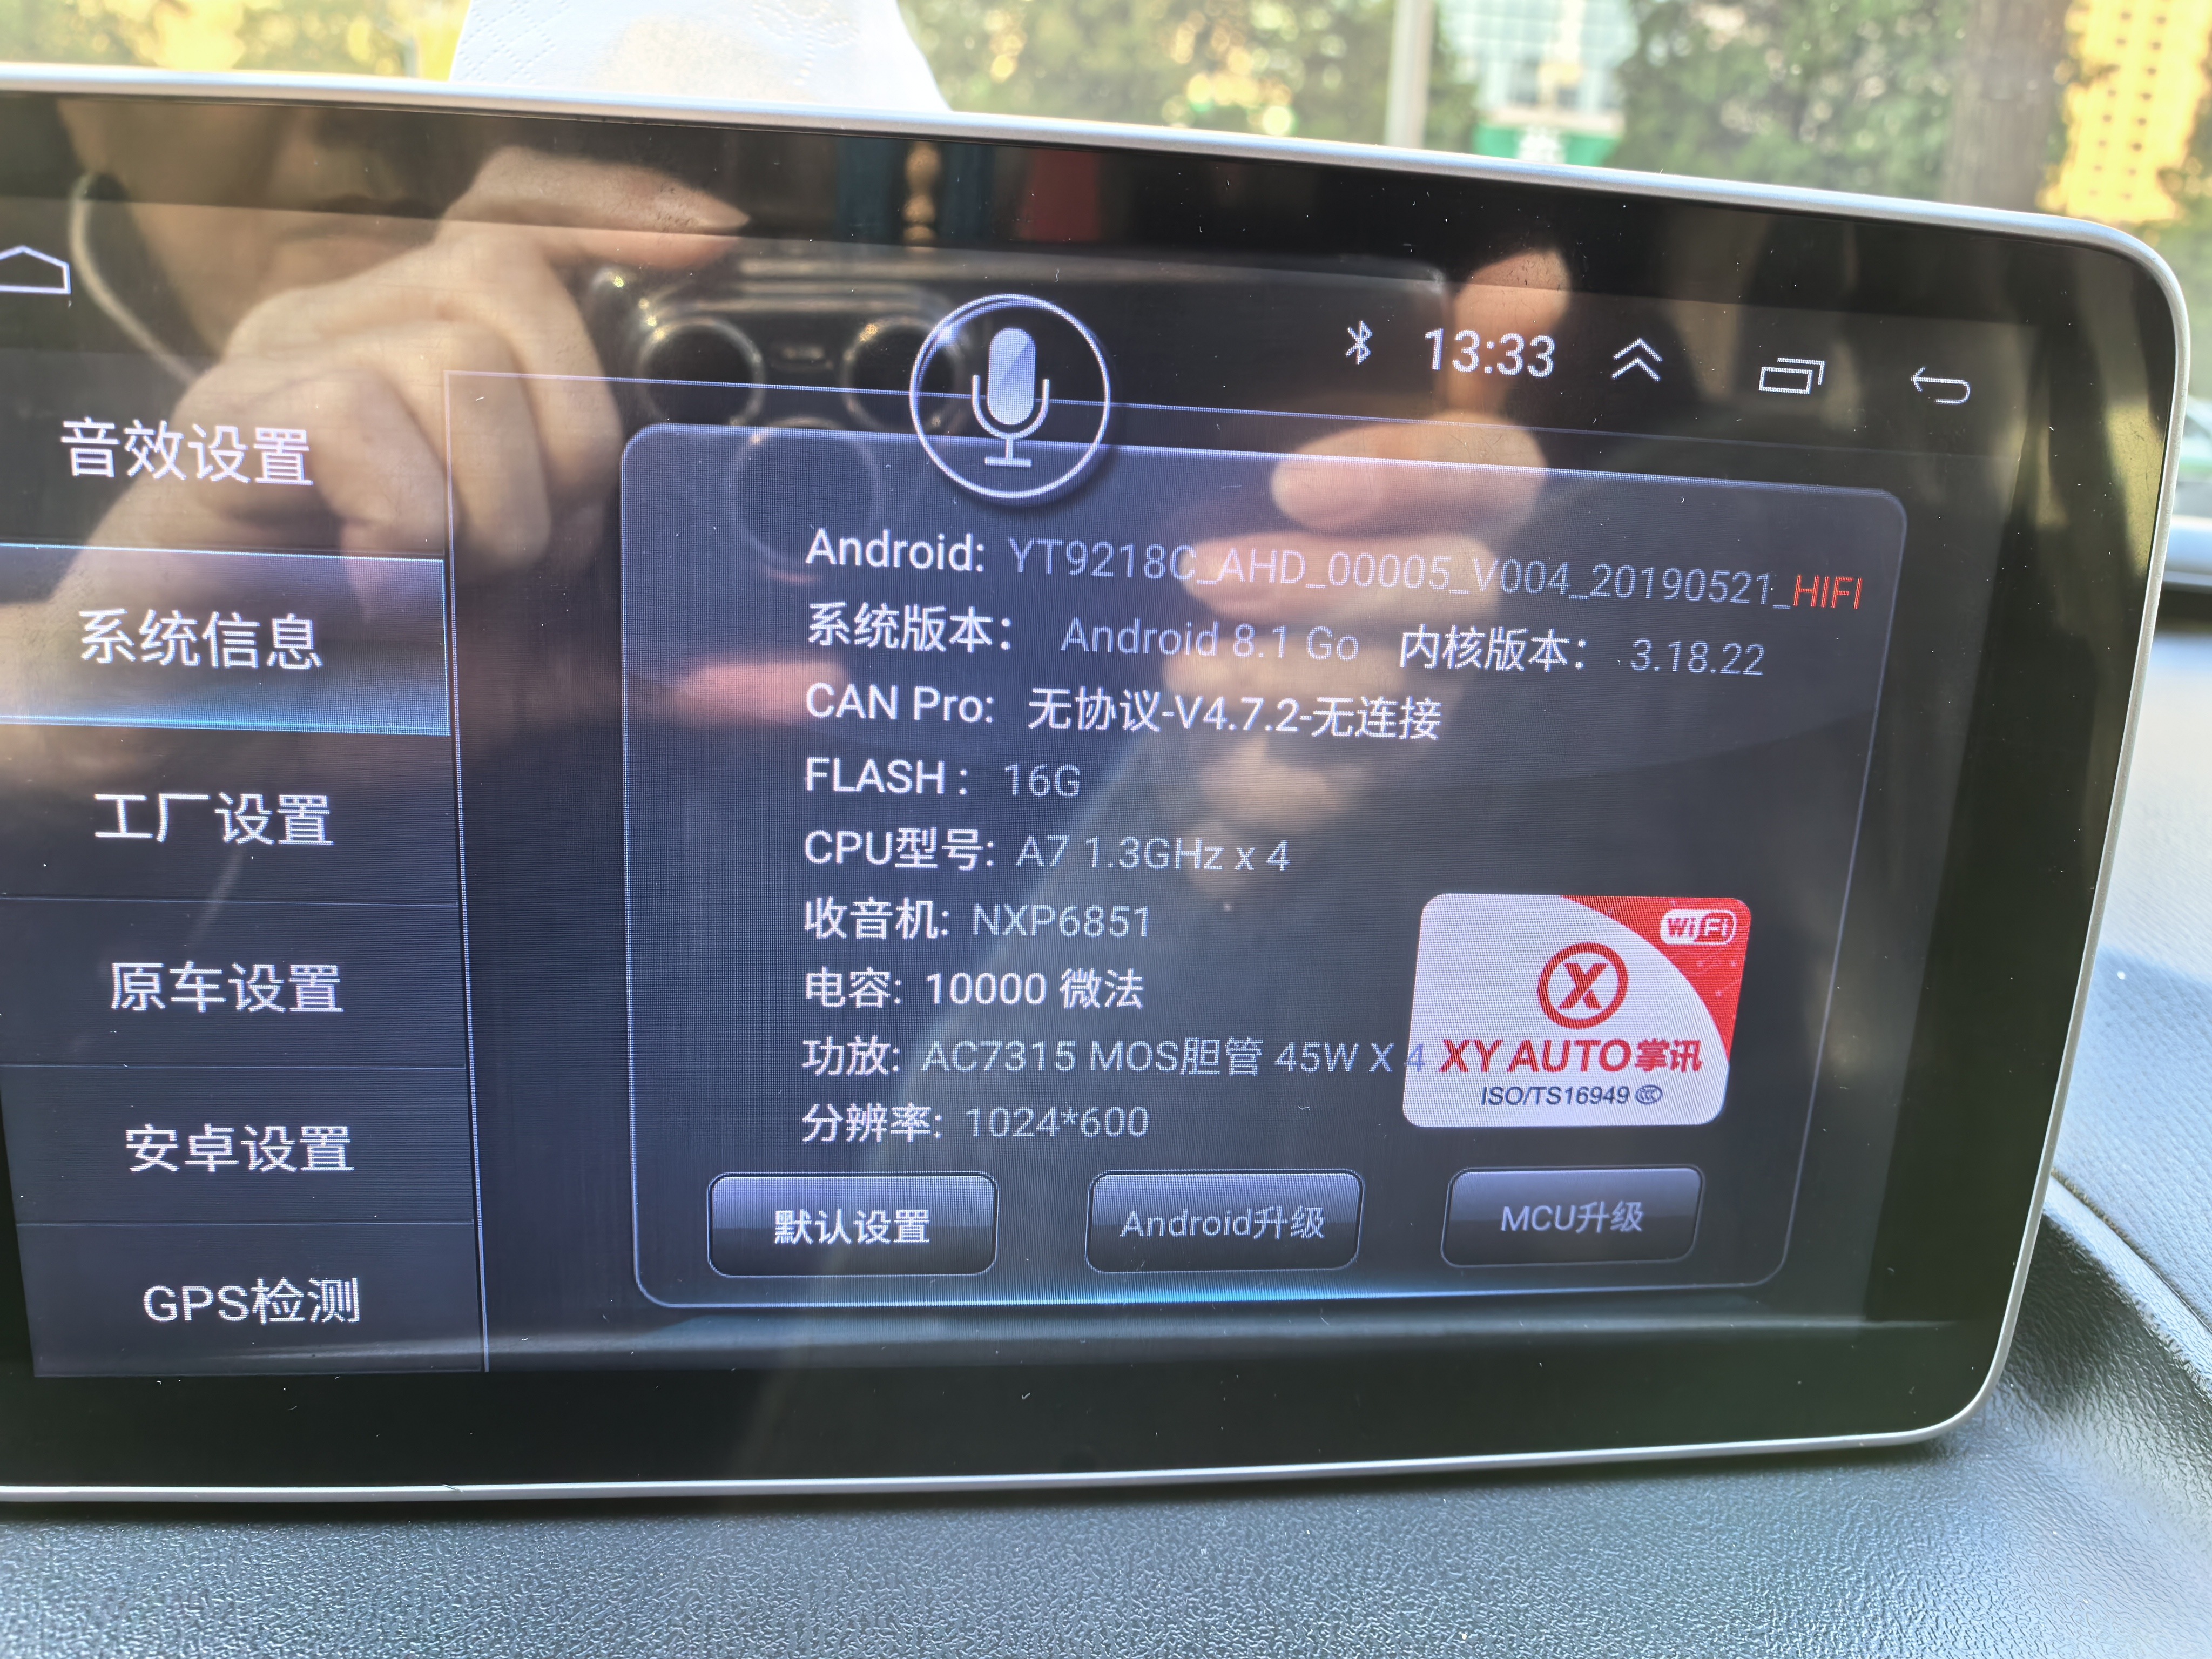 13:33
音效设置
系统信息
工厂设置
原车设置
安卓设置
GPS检测
Android: YT9218C_AHD_00005_V004_20190521_HIFI
系统版本: Android 8.1 Go 内核版本: 3.18.22
CAN Pro: 无协议-V4.7.2-无连接
FLASH : 16G
CPU型号: A7 1.3GHz x 4
收音机: NXP6851
电容: 10000 微法
功放: AC7315 MOS胆管 45W X 4
分辨率: 1024*600
WiFi
X
XY AUTO掌讯
ISO/TS16949 CCC
默认设置
Android升级
MCU升级